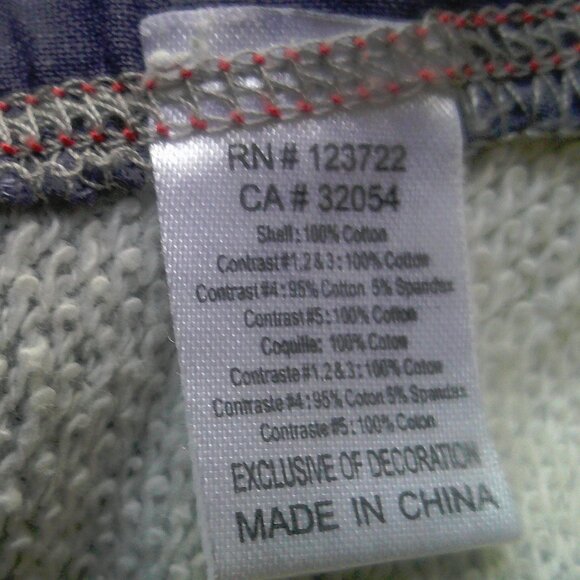 RN # 123722
CA # 32054
Shell: 100% Cotton
Contrast #1, 2 & 3: 100% Cotton
Contrast #4: 95% Cotton 5% Spandex
Contrast #5: 100% Cotton
Coquille: 100% Coton
Contraste #1, 2 & 3: 100% Coton
Contraste #4: 95% Coton 5% Spandex
Contraste #5: 100% Coton
EXCLUSIVE OF DECORATION
MADE IN CHINA